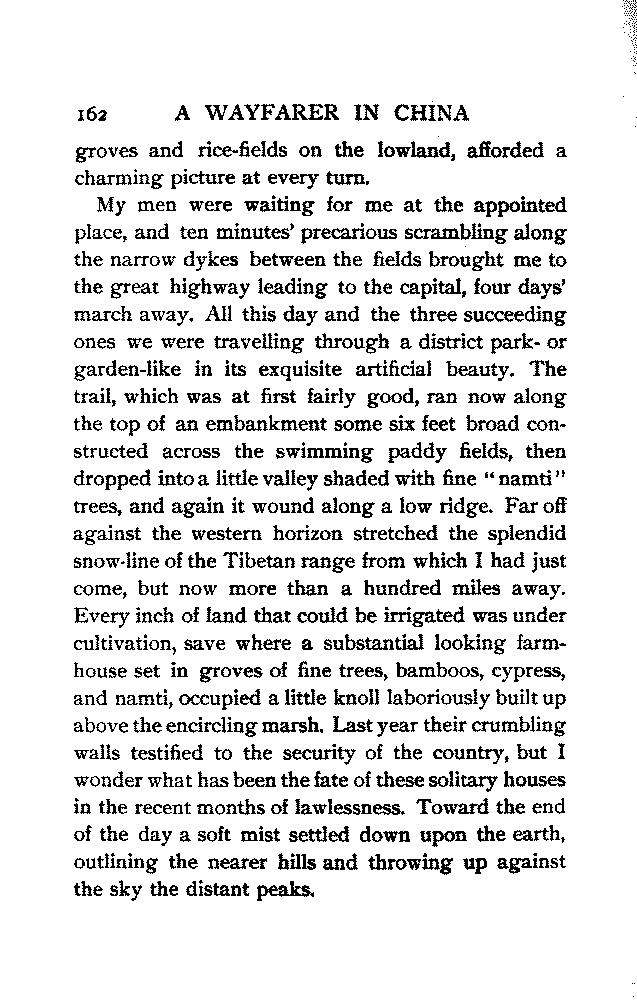 162 A WAYFARER IN CHINA
groves and rice-fields on the lowland, afforded a
charming picture at every turn.
My men were waiting for me at the appointed
place, and ten minutes' precarious scrambling along
the narrow dykes between the fields brought me to
the great highway leading to the capital, four days'
march away. All this day and the three succeeding
ones we were travelling through a district park- or
garden-like in its exquisite artificial beauty. The
trail, which was at first fairly good, ran now along
the top of an embankment some six feet broad con-
structed across the swimming paddy fields, then
dropped into a little valley shaded with fine "namti"
trees, and again it wound along a low ridge. Far off
against the western horizon stretched the splendid
snow-line of the Tibetan range from which I had just
come, but now more than a hundred miles away.
Every inch of land that could be irrigated was under
cultivation, save where a substantial looking farm-
house set in groves of fine trees, bamboos, cypress,
and namti, occupied a little knoll laboriously built up
above the encircling marsh. Last year their crumbling
walls testified to the security of the country, but I
wonder what has been the fate of these solitary houses
in the recent months of lawlessness. Toward the end
of the day a soft mist settled down upon the earth,
outlining the nearer hills and throwing up against
the sky the distant peaks.